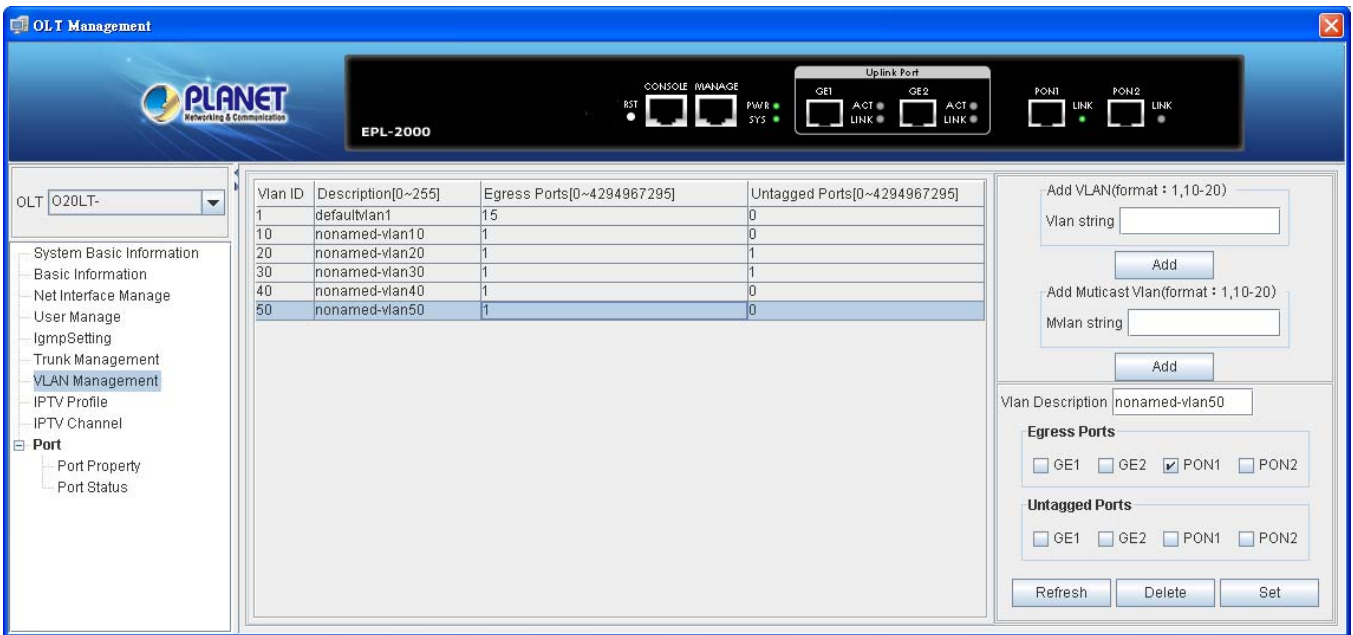 OLT Management
PLANET
Networking & Communication
EPL-2000
RST
CONSOLE MANAGE
PWR
SYS
Uplink Port
GE1 ACT LINK
GE2 ACT LINK
PON1 LINK
PON2 LINK
OLT O2OLT-
System Basic Information
Basic Information
Net Interface Manage
User Manage
IgmpSetting
Trunk Management
VLAN Management
IPTV Profile
IPTV Channel
Port
Port Property
Port Status
Vlan ID Description[0~255] Egress Ports[0~4294967295] Untagged Ports[0~4294967295]
1 defaultvlan1 15 0
10 nonamed-vlan10 1 0
20 nonamed-vlan20 1 1
30 nonamed-vlan30 1 1
40 nonamed-vlan40 1 0
50 nonamed-vlan50 1 0
Add VLAN(format：1,10-20)
Vlan string
Add
Add Muticast Vlan(format：1,10-20)
Mvlan string
Add
Vlan Description nonamed-vlan50
Egress Ports
GE1 GE2 PON1 PON2
Untagged Ports
GE1 GE2 PON1 PON2
Refresh Delete Set